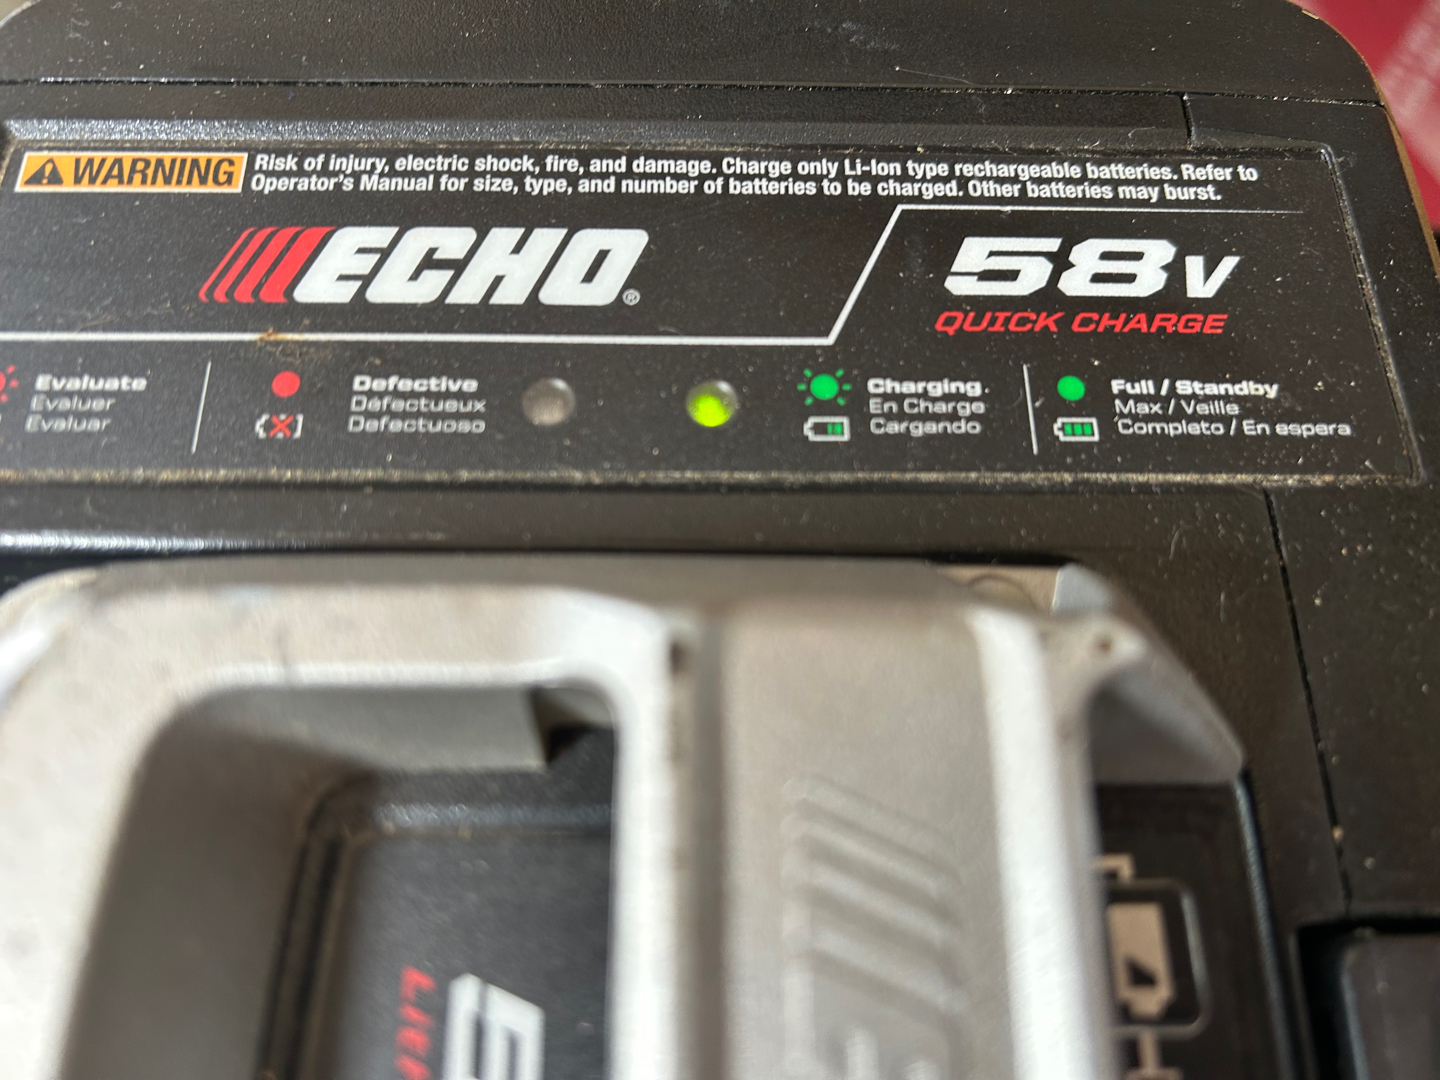 WARNING Risk of injury, electric shock, fire, and damage. Charge only Li-Ion type rechargeable batteries. Refer to
Operator's Manual for size, type, and number of batteries to be charged. Other batteries may burst.
ECHO®
58V
QUICK CHARGE
Evaluate
Évaluer
Evaluar
Defective
Défectueux
Defectuoso
Charging
En Charge
Cargando
Full / Standby
Max / Veille
Completo / En espera